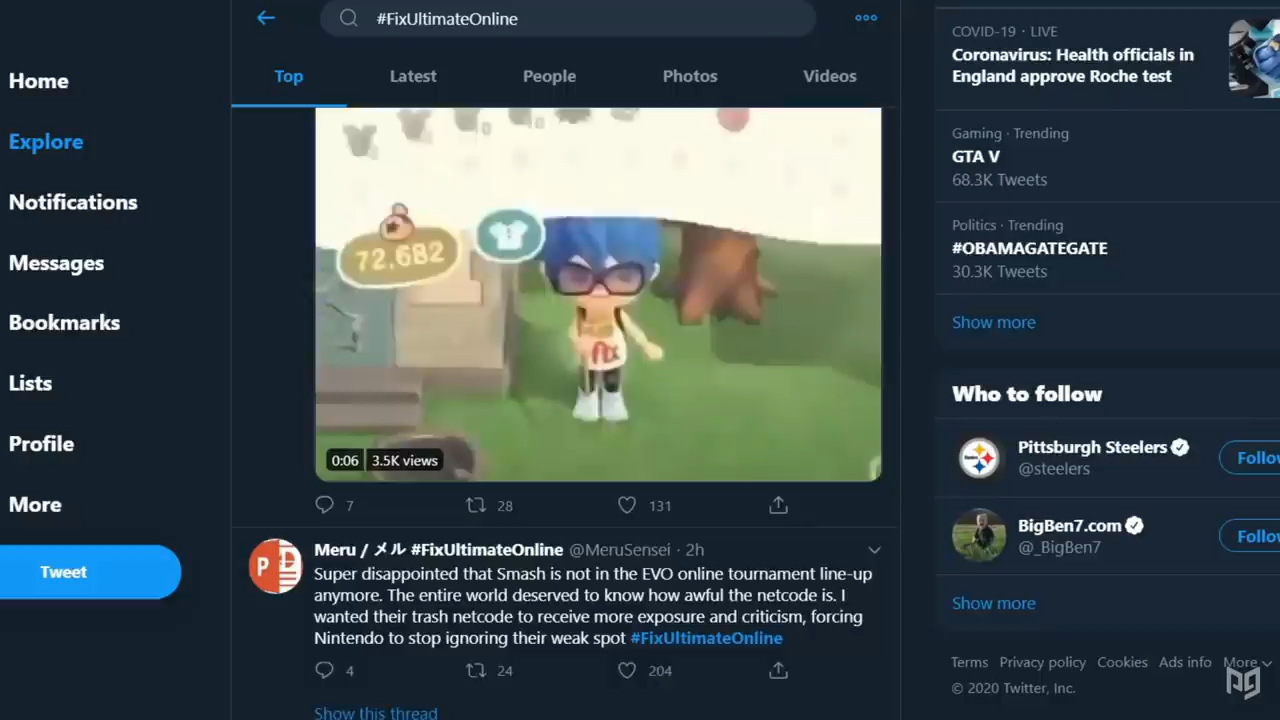 #FixUltimateOnline
Top
Latest
People
Photos
Videos
Home
Explore
Notifications
Messages
Bookmarks
Lists
Profile
More
Tweet
72,682
0:06
3.5K views
7
28
131
Meru / メル #FixUltimateOnline @MeruSensei · 2h
Super disappointed that Smash is not in the EVO online tournament line-up
anymore. The entire world deserved to know how awful the netcode is. I
wanted their trash netcode to receive more exposure and criticism, forcing
Nintendo to stop ignoring their weak spot #FixUltimateOnline
4
24
204
Show this thread
COVID-19 · LIVE
Coronavirus: Health officials in
England approve Roche test
Gaming · Trending
GTA V
68.3K Tweets
Politics · Trending
#OBAMAGATEGATE
30.3K Tweets
Show more
Who to follow
Pittsburgh Steelers
@steelers
Follow
BigBen7.com
@_BigBen7
Follow
Show more
Terms Privacy policy Cookies Ads info More
© 2020 Twitter, Inc.